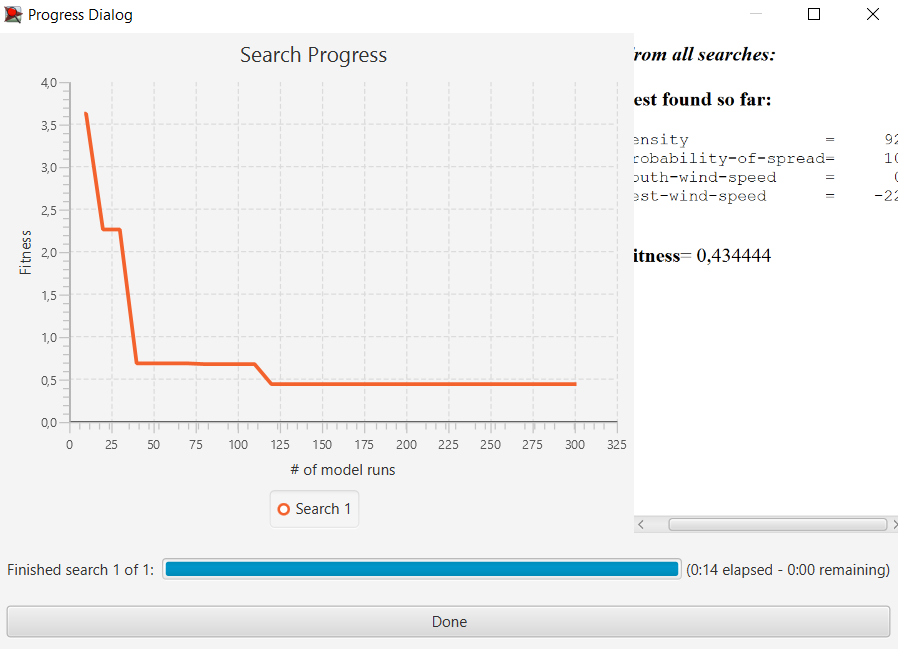 Progress Dialog
Search Progress
Fitness
4,0
3,5
3,0
2,5
2,0
1,5
1,0
0,5
0,0
0 25 50 75 100 125 150 175 200 225 250 275 300 325
# of model runs
Search 1
rom all searches:
est found so far:
ensity = 92
robability-of-spread= 10
outh-wind-speed =
est-wind-speed = -22
itness= 0,434444
Finished search 1 of 1: (0:14 elapsed - 0:00 remaining)
Done